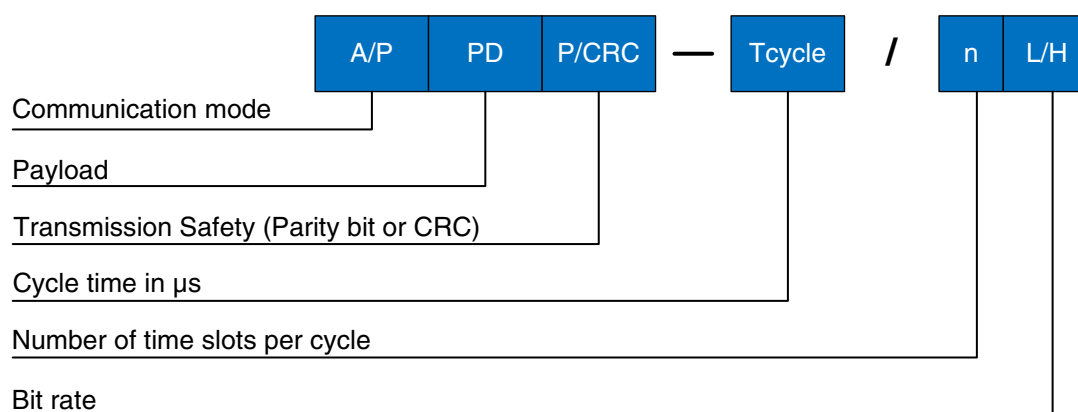 A/P PD P/CRC — Tcycle / n L/H
Communication mode
Payload
Transmission Safety (Parity bit or CRC)
Cycle time in µs
Number of time slots per cycle
Bit rate